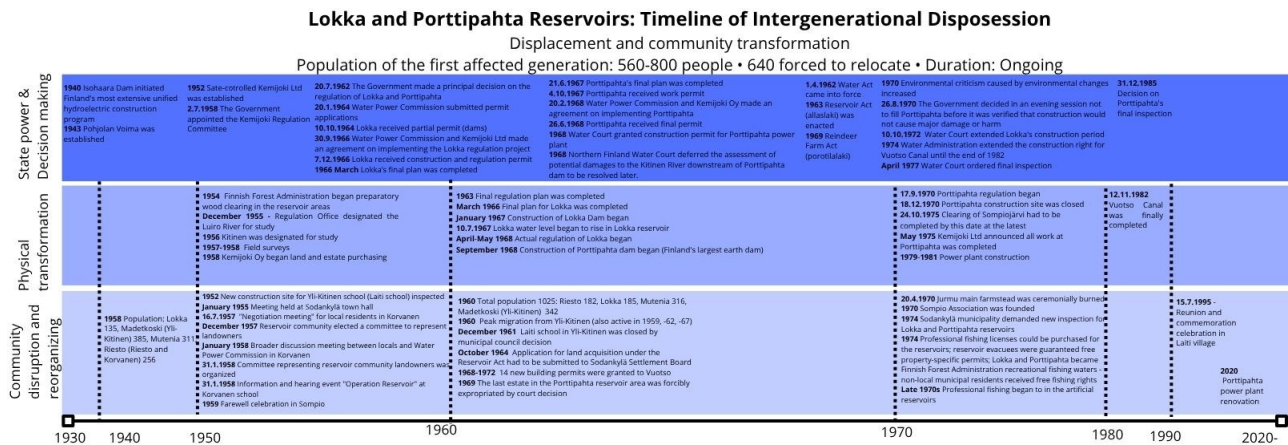 Lokka and Porttipahta Reservoirs: Timeline of Intergenerational Disposession
Displacement and community transformation
Population of the first affected generation: 560-800 people • 640 forced to relocate • Duration: Ongoing
State power &
Decision making
1940 Isohaara Dam initiated
Finland's most extensive unified
hydroelectric construction
program
1943 Pohjolan Voima was
established
1952 Sate-cotrolled Kemijoki Ltd
was established
2.7.1958 The Government
appointed the Kemijoki Regulation
Committee
20.7.1962 The Government made a principal decision on the
regulation of Lokka and Porttipahta
20.1.1964 Water Power Commission submitted permit
applications
10.10.1964 Lokka received partial permit (dams)
30.9.1966 Water Power Commission and Kemijoki Ltd made
an agreement on implementing the Lokka regulation project
7.12.1966 Lokka received construction and regulation permit
1966 March Lokka's final plan was completed
21.6.1967 Porttipahta's final plan was completed
4.10.1967 Porttipahta received work permit
20.2.1968 Water Power Commission and Kemijoki Oy made an
agreement on implementing Porttipahta
26.6.1968 Porttipahta received final permit
1968 Water Court granted construction permit for Porttipahta power
plant
1968 Northern Finland Water Court deferred the assessment of
potential damages to the Kitinen River downstream of Porttipahta
dam to be resolved later.
1.4.1962 Water Act
came into force
1963 Reservoir Act
(allaslaki) was
enacted
1969 Reindeer
Farm Act
(porotilalaki)
1970 Environmental criticism caused by environmental changes
increased
26.8.1970 The Government decided in an evening session not
to fill Porttipahta before it was verified that construction would
not cause major damage or harm
10.10.1972 Water Court extended Lokka's construction period
1974 Water Administration extended the construction right for
Vuotso Canal until the end of 1982
April 1977 Water Court ordered final inspection
31.12.1985
Decision on
Porttipahta's
final inspection
Physical
transformation
1954 Finnish Forest Administration began preparatory
wood clearing in the reservoir areas
December 1955 - Regulation Office designated the
Luiro River for study
1956 Kitinen was designated for study
1957-1958 Field surveys
1958 Kemijoki Oy began land and estate purchasing
1963 Final regulation plan was completed
March 1966 Final plan for Lokka was completed
January 1967 Construction of Lokka Dam began
10.7.1967 Lokka water level began to rise in Lokka reservoir
April-May 1968 Actual regulation of Lokka began
September 1968 Construction of Porttipahta dam began (Finland's largest earth dam)
17.9.1970 Porttipahta regulation began
18.12.1970 Porttipahta construction site was closed
24.10.1975 Clearing of Sompiojärvi had to be
completed by this date at the latest
May 1975 Kemijoki Ltd announced all work at
Porttipahta was completed
1979-1981 Power plant construction
12.11.1982
Vuotso Canal
was finally
completed
Community
disruption and
reorganizing
1958 Population: Lokka
135, Madetkoski (Yli-
Kitinen) 385, Mutenia 311,
Riesto (Riesto and
Korvanen) 256
1952 New construction site for Yli-Kitinen school (Laiti school) inspected
January 1955 Meeting held at Sodankylä town hall
16.7.1957 "Negotiation meeting" for local residents in Korvanen
December 1957 Reservoir community elected a committee to represent
landowners
January 1958 Broader discussion meeting between locals and Water
Power Commission in Korvanen
31.1.1958 Committee representing reservoir community landowners was
organized
31.1.1958 Information and hearing event "Operation Reservoir" at
Korvanen school
1959 Farewell celebration in Sompio
1960 Total population 1025: Riesto 182, Lokka 185, Mutenia 316,
Madetkoski (Yli-Kitinen) 342
1960 Peak migration from Yli-Kitinen (also active in 1959, -62, -67)
December 1961 Laiti school in Yli-Kitinen was closed by
municipal council decision
October 1964 Application for land acquisition under the
Reservoir Act had to be submitted to Sodankylä Settlement Board
1968-1972 14 new building permits were granted to Vuotso
1969 The last estate in the Porttipahta reservoir area was forcibly
expropriated by court decision
20.4.1970 Jurmu main farmstead was ceremonially burned
1970 Sompio Association was founded
1974 Sodankylä municipality demanded new inspection for
Lokka and Porttipahta reservoirs
1974 Professional fishing licenses could be purchased for
the reservoirs; reservoir evacuees were guaranteed free
property-specific permits; Lokka and Porttipahta became
Finnish Forest Administration recreational fishing waters -
non-local municipal residents received free fishing rights
Late 1970s Professional fishing began to in the artificial
reservoirs
15.7.1995 -
Reunion and
commemoration
celebration in
Laiti village
2020
Porttipahta
power plant
renovation
1930 1940 1950 1960 1970 1980 1990 2020-